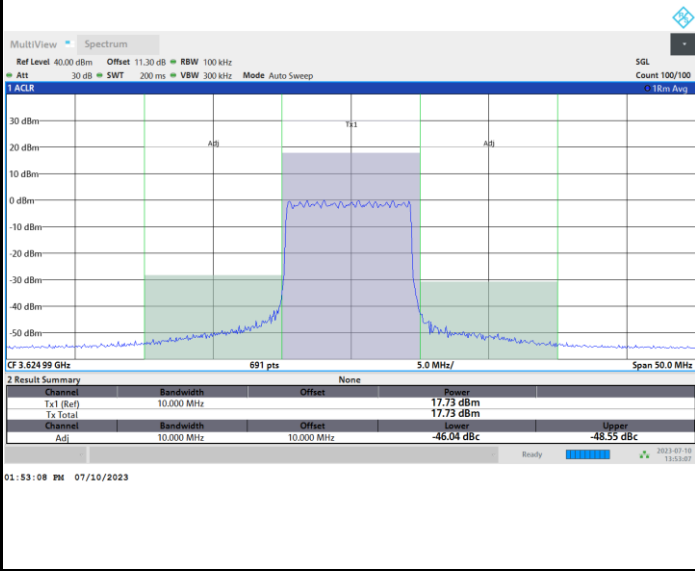 MultiView Spectrum
Ref Level 40.00 dBm Offset 11.30 dB RBW 100 kHz SGL
Att 30 dB SWT 200 ms VBW 300 kHz Mode Auto Sweep Count 100/100
1 ACLR 1Rm Avg
30 dBm
Tx1
20 dBm
Adj Adj
10 dBm
0 dBm
-10 dBm
-20 dBm
-30 dBm
-40 dBm
-50 dBm
CF 3.624 99 GHz 691 pts 5.0 MHz/ Span 50.0 MHz
2 Result Summary None
Channel Bandwidth Offset Power
Tx1 (Ref) 10.000 MHz 17.73 dBm
Tx Total 17.73 dBm
Channel Bandwidth Offset Lower Upper
Adj 10.000 MHz 10.000 MHz -46.04 dBc -48.55 dBc
Ready 2023-07-10
13:53:07
01:53:08 PM 07/10/2023